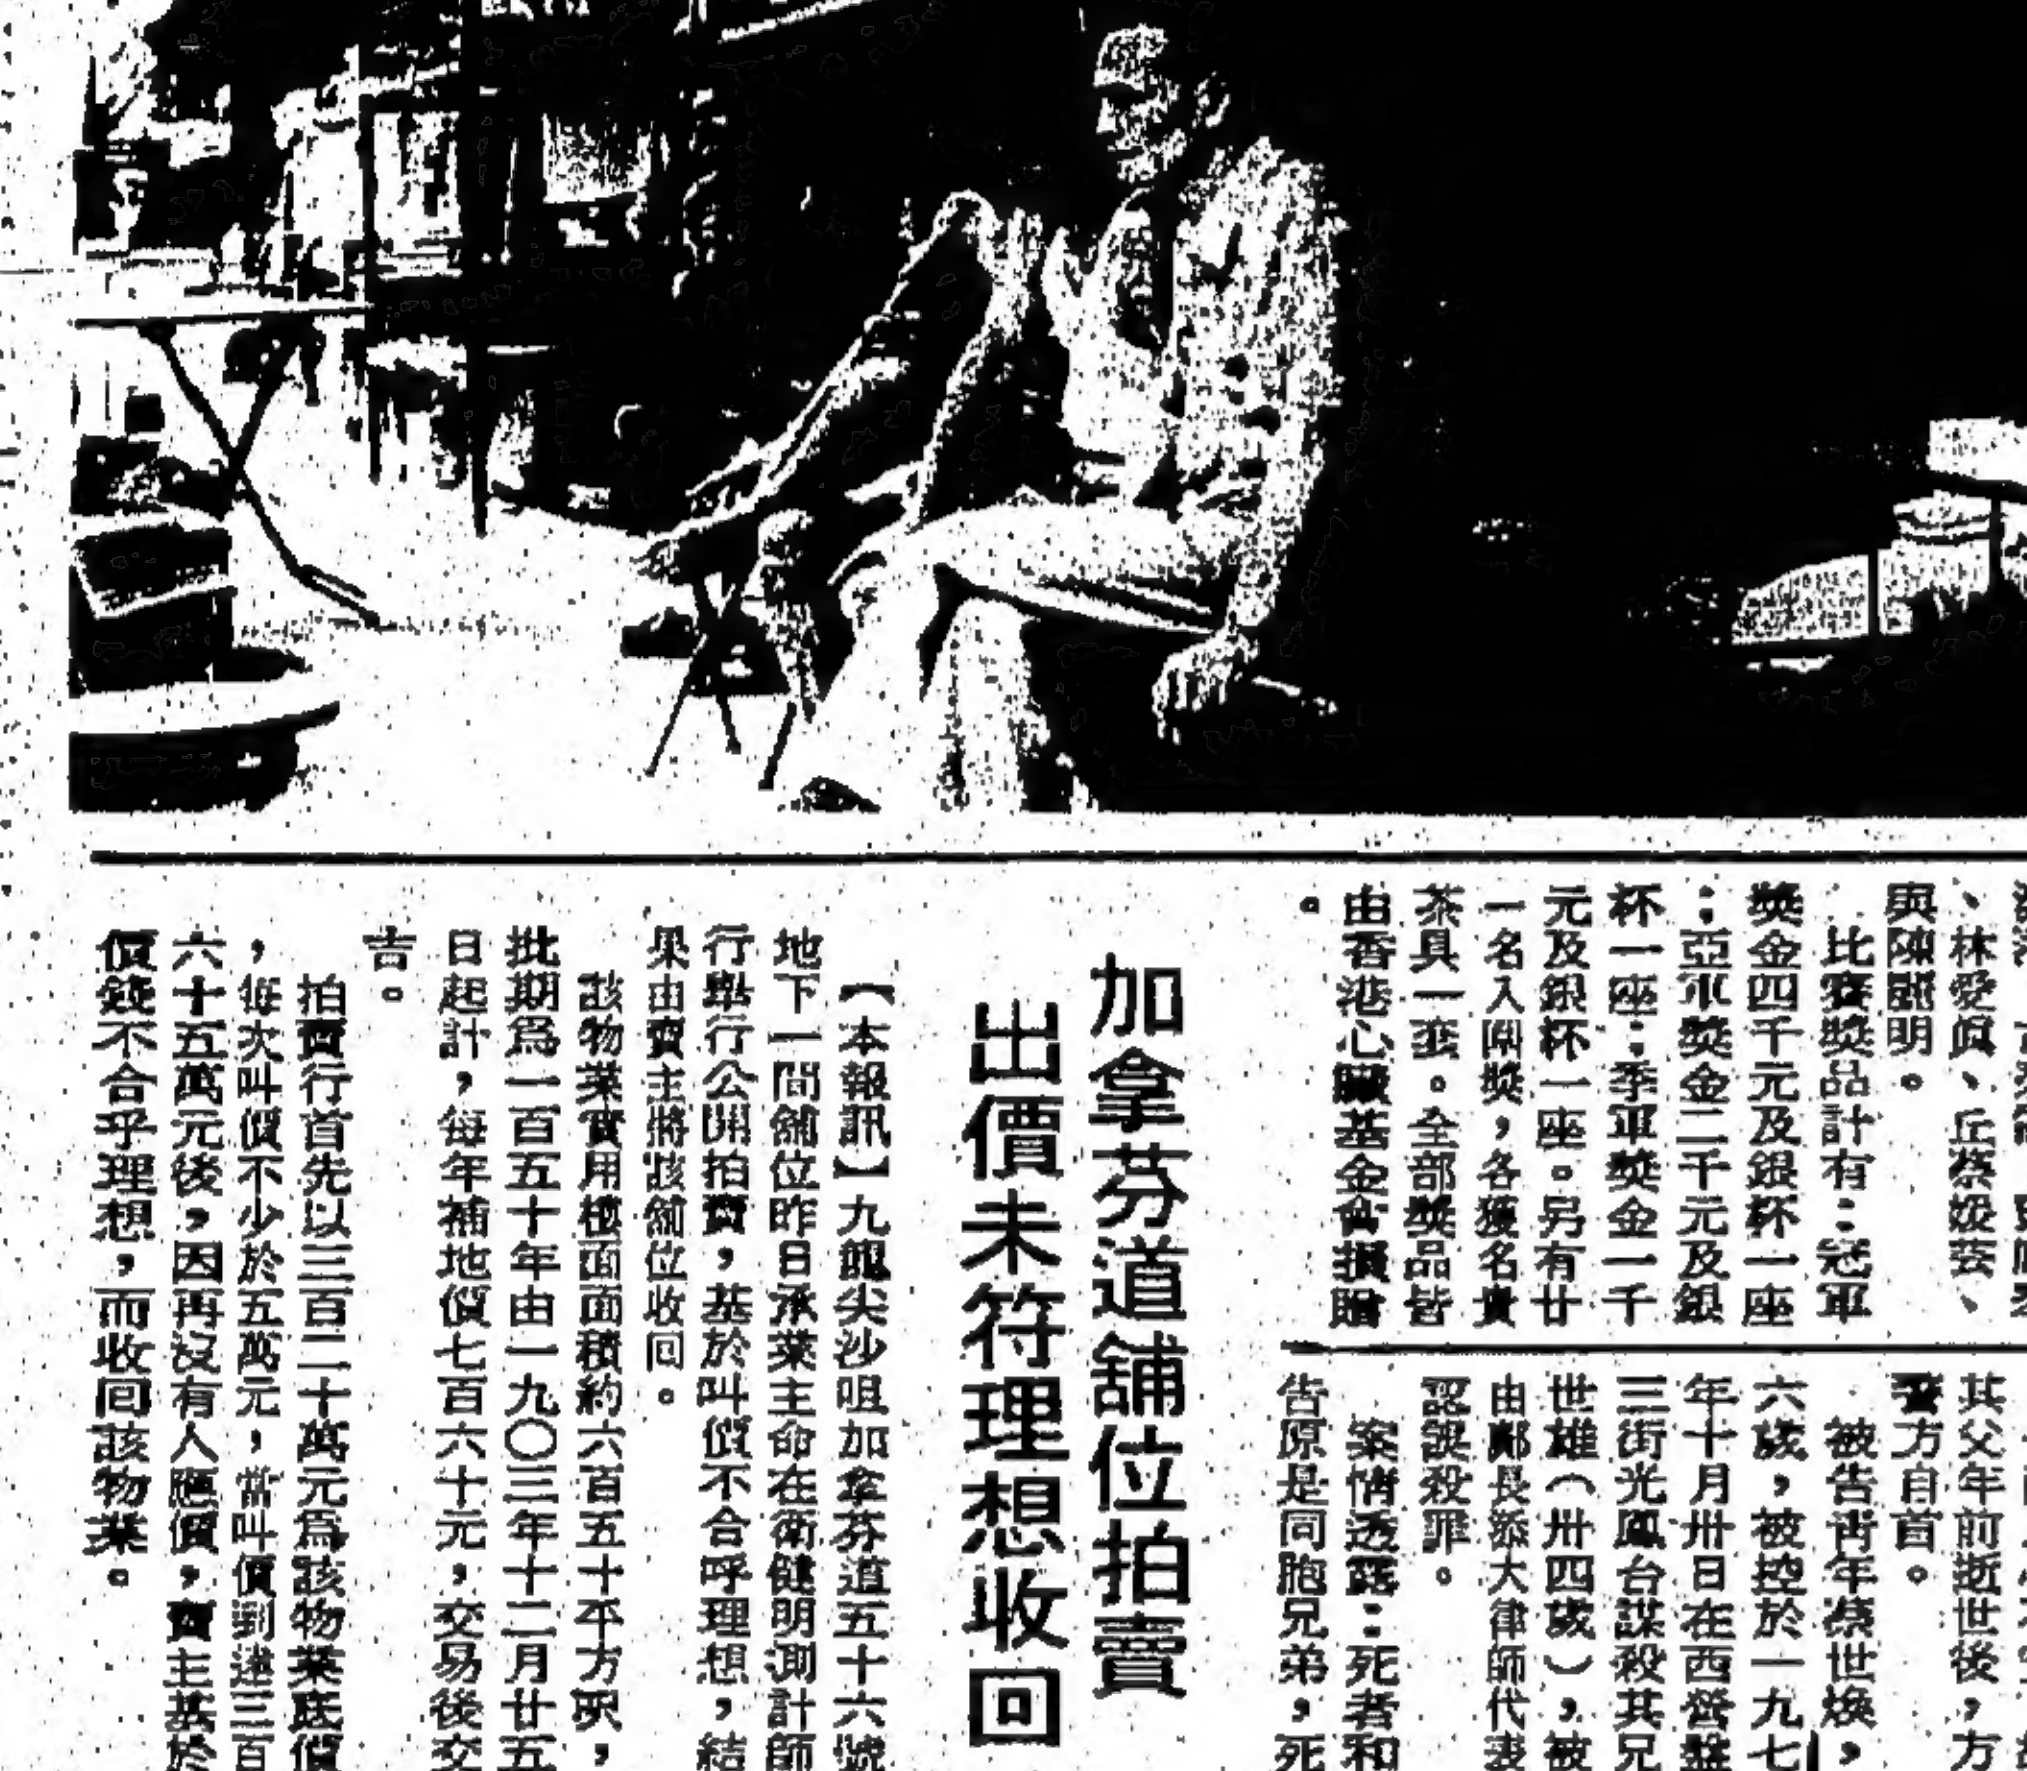 與陳麗明。
比賽獎品計有：冠軍
獎金四千元及銀杯一座
：亞軍獎金二千元及銀
杯一座：季軍獎金一千
元及銀杯一座。另有廿
一名入圍獎，各獲名貴
茶具一套。全部獎品皆
由香港心臟基金會損贈
。
其父年前逝世後，方
警方自首。
被告青年蔡世煥，
六歲，被控於一九七
年十月卅日在西營盤
三街光鳳台謀殺其兄
世雄（卅四歲），被
由鄺長添大律師代表
認誤殺罪。
案情透露：死者和
告原是同胞兄弟，死
加拿芬道舖位拍賣
出價未符理想收回
【本報訊】九龍尖沙咀加拿芬道五十六號
地下一間舖位昨日承業主命在衛健明測計師
行舉行公開拍賣，基於叫價不合呼理想，結
果由賣主將該舖位收回。
該物業實用樓面面積約六百五十平方呎，
批期爲一百五十年由一九〇三年十二月廿五
日起計，每年補地價七百六十元，交易後交
吉。
拍賣行首先以三百二十萬元爲該物業底價
，每次叫價不少於五萬元，當叫價到達三百
六十五萬元後，因再沒有人應價，賣主基於
價錢不合乎理想，而收回該物業。